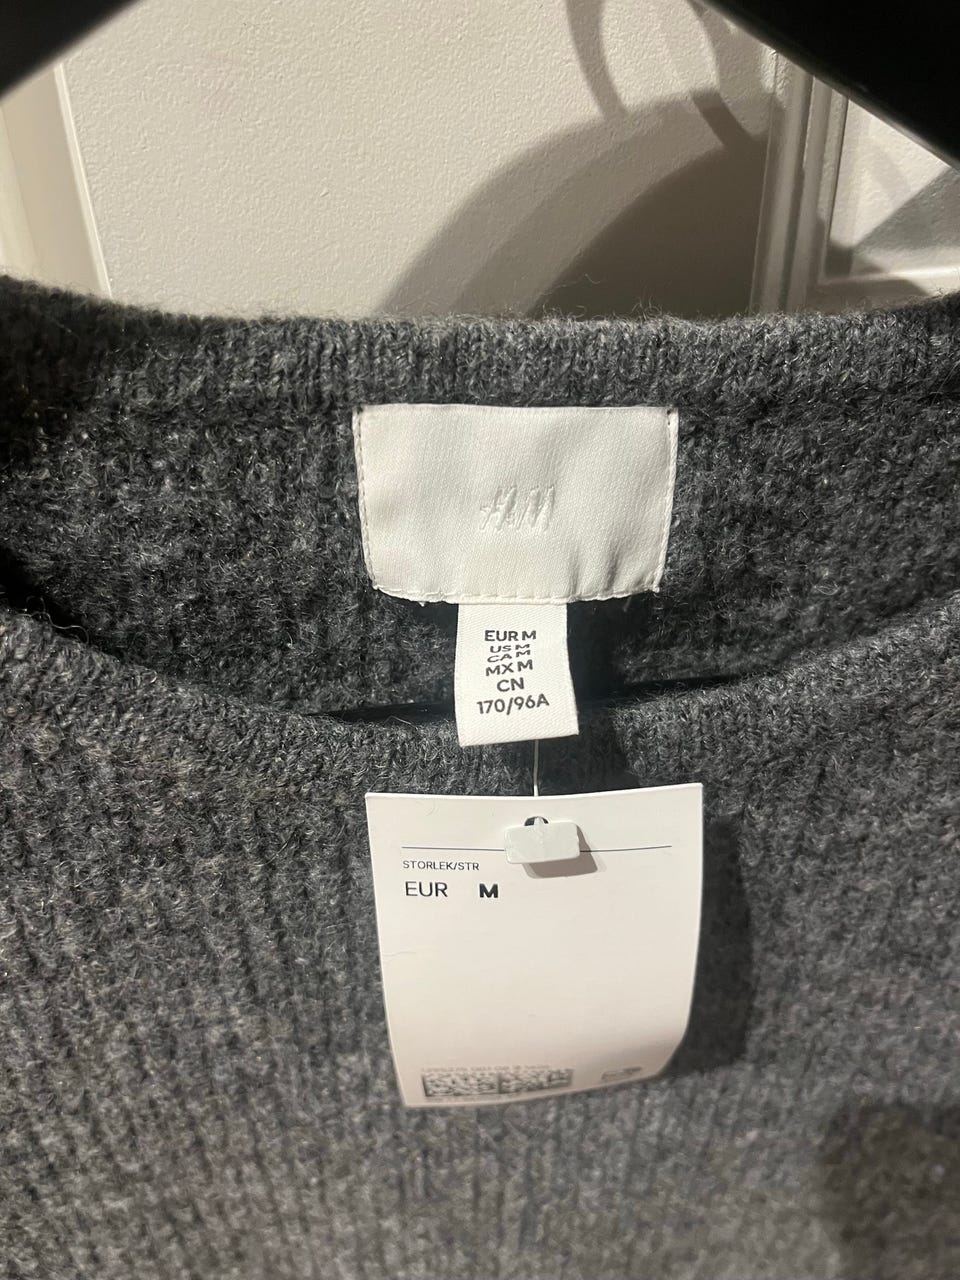 H&M
EUR M
US M
CA M
MX M
CN
170/96A
STORLEK/STR
EUR M